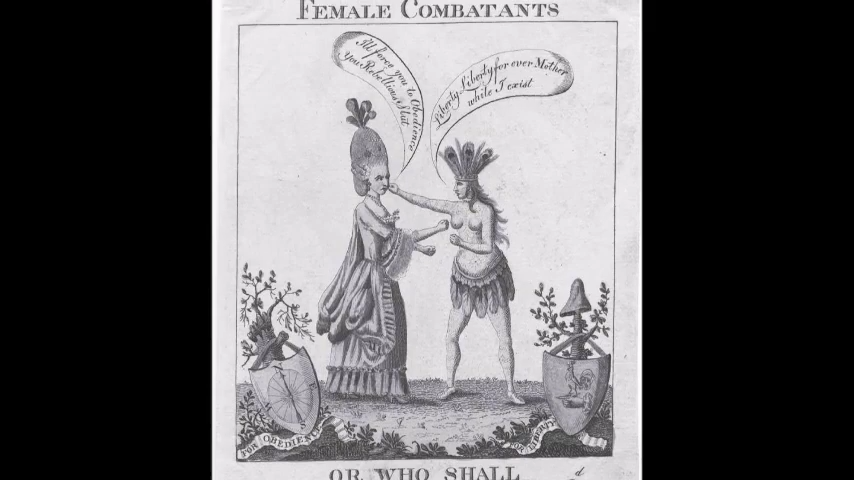 FEMALE COMBATANTS
I'll force you to Obedience
You Rebellious Slut
Liberty Liberty for ever Mother
while I exist
FOR OBEDIENCE
FOR LIBERTY
OR WHO SHALL
d